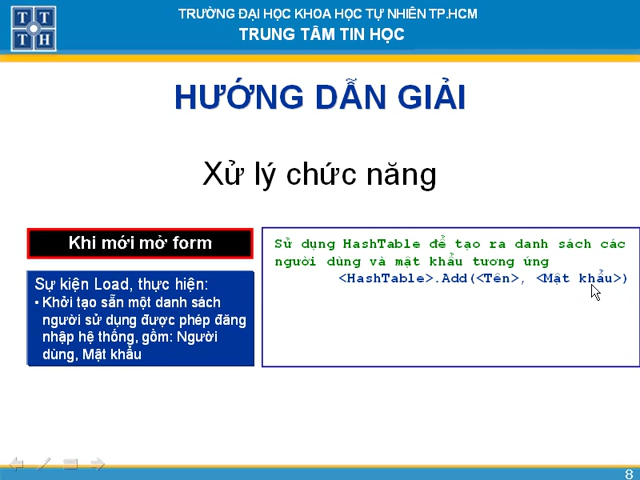 TRƯỜNG ĐẠI HỌC KHOA HỌC TỰ NHIÊN TP.HCM
TRUNG TÂM TIN HỌC
T T
T H
HƯỚNG DẪN GIẢI
Xử lý chức năng
Khi mới mở form
Sự kiện Load, thực hiện:
• Khởi tạo sẵn một danh sách
người sử dụng được phép đăng
nhập hệ thống, gồm: Người
dùng, Mật khẩu
Sử dụng HashTable để tạo ra danh sách các
người dùng và mật khẩu tương ứng
<HashTable>.Add(<Tên>, <Mật khẩu>)
8